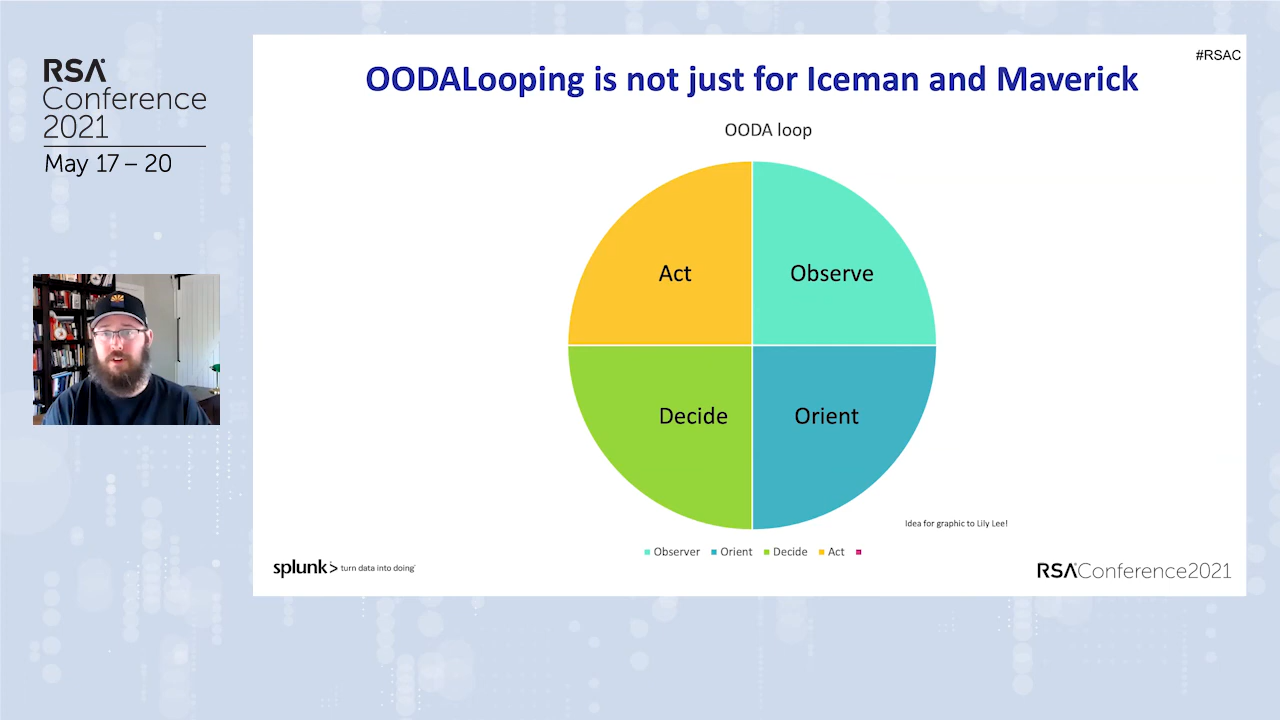 RSA
Conference
2021
May 17 – 20
#RSAC
OODALooping is not just for Iceman and Maverick
OODA loop
Act
Observe
Decide
Orient
Idea for graphic to Lily Lee!
Observer Orient Decide Act
splunk> turn data into doing™
RSAConference2021